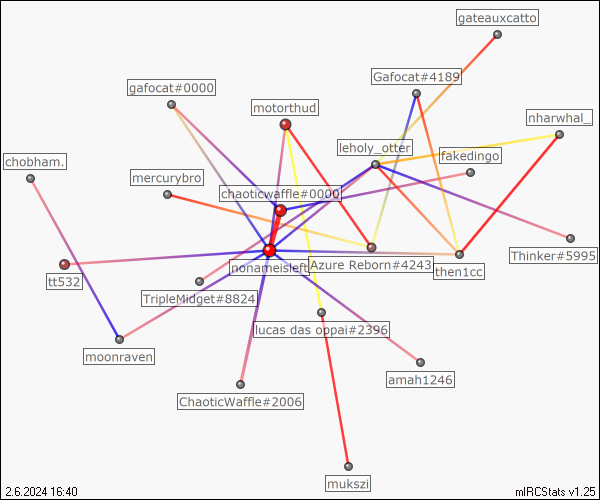 gateauxcatto
Gafocat#4189
gafocat#0000
motorthud
nharwhal_
leholy_otter
fakedingo
chobham.
mercurybro
chaoticwaffle#0000
Thinker#5995
nonameisleft
Azure Reborn#4243
then1cc
tt532
TripleMidget#8824
lucas das oppai#2396
moonraven
amah1246
ChaoticWaffle#2006
mukszi
2.6.2024 16:40
mIRCStats v1.25